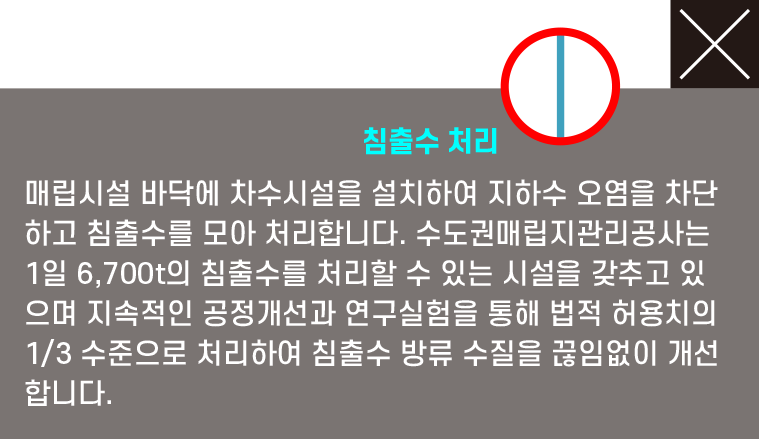 침출수 처리
매립시설 바닥에 차수시설을 설치하여 지하수 오염을 차단
하고 침출수를 모아 처리합니다. 수도권매립지관리공사는
1일 6,700t의 침출수를 처리할 수 있는 시설을 갖추고 있
으며 지속적인 공정개선과 연구실험을 통해 법적 허용치의
1/3 수준으로 처리하여 침출수 방류 수질을 끊임없이 개선
합니다.